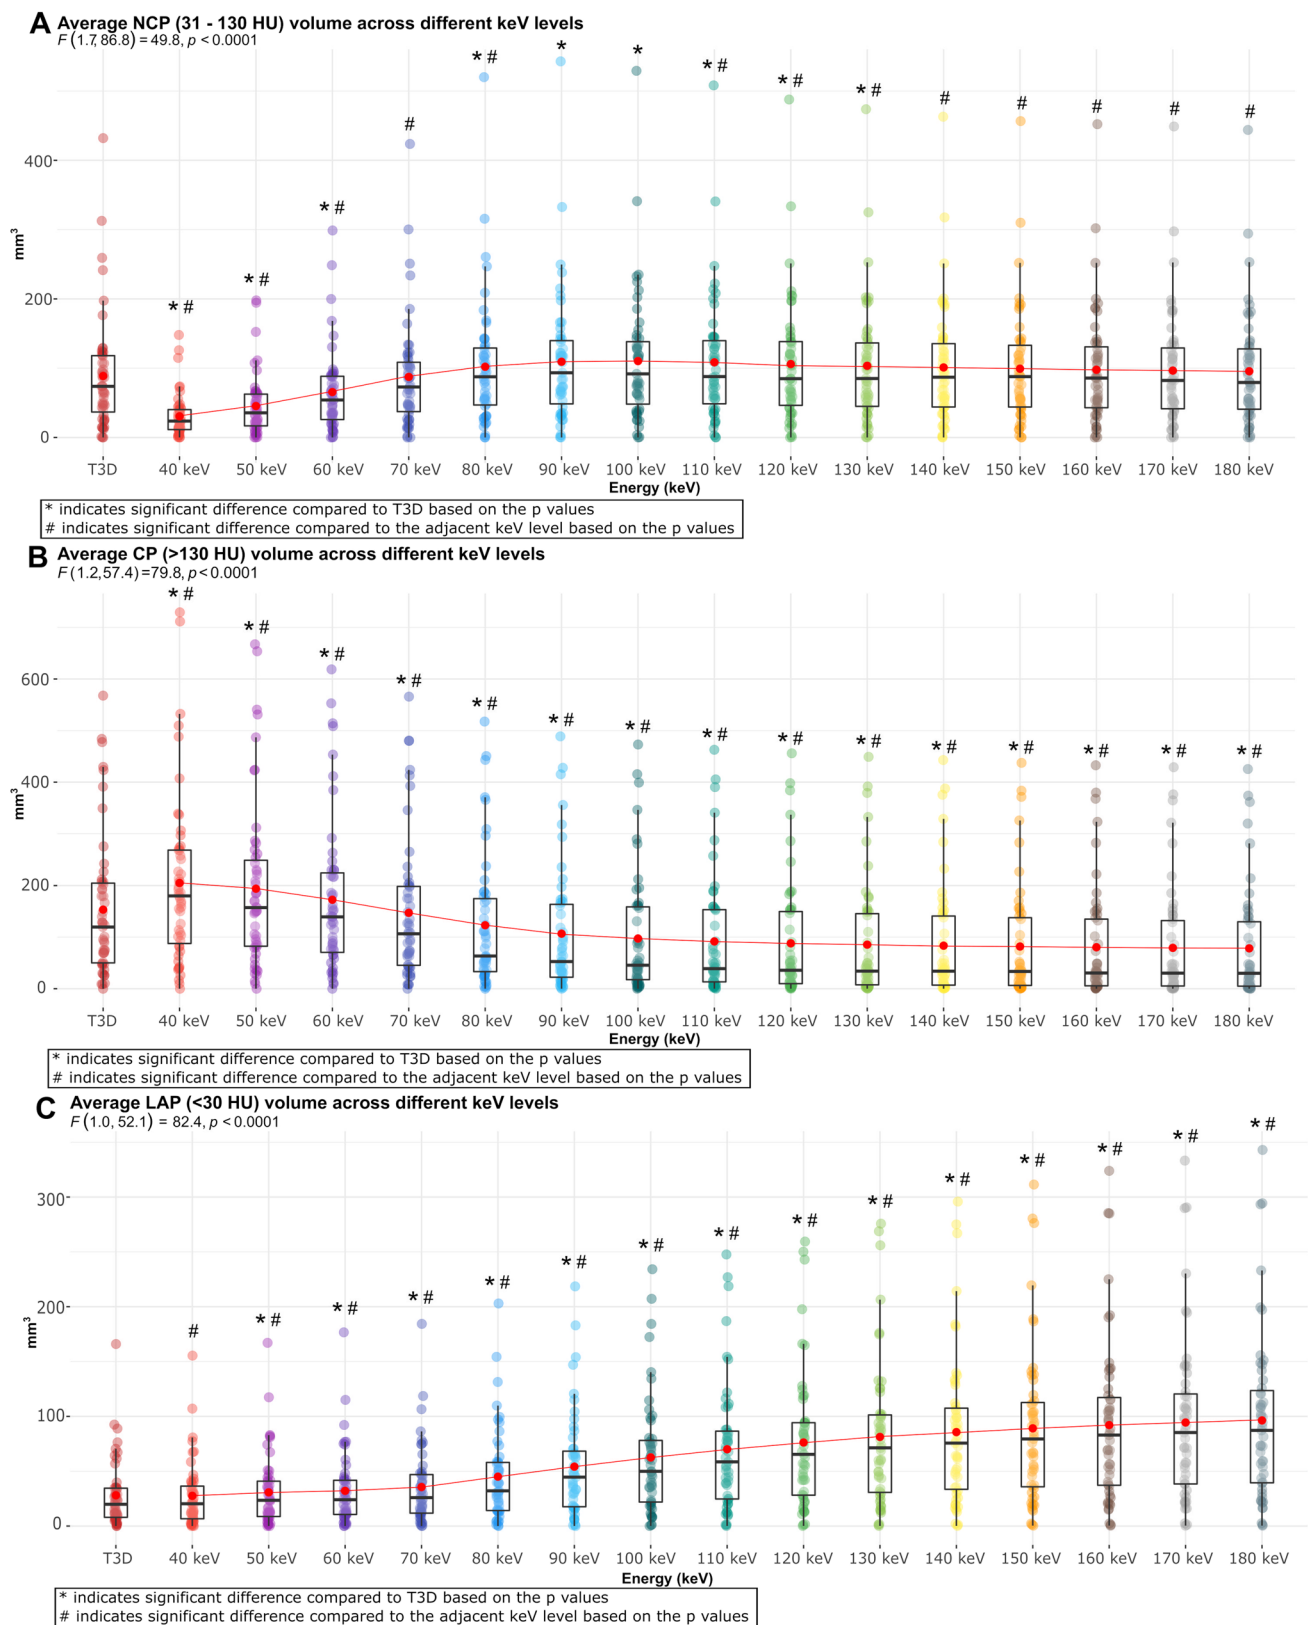 A Average NCP (31 - 130 HU) volume across different keV levels
F (1.7, 86.8) = 49.8, p < 0.0001
* # * * * #
* # * #
# # # # # #
* #
* #
* #
400
200
0
mm³
T3D 40 keV 50 keV 60 keV 70 keV 80 keV 90 keV 100 keV 110 keV 120 keV 130 keV 140 keV 150 keV 160 keV 170 keV 180 keV
Energy (keV)
* indicates significant difference compared to T3D based on the p values
# indicates significant difference compared to the adjacent keV level based on the p values
B Average CP (>130 HU) volume across different keV levels
F (1.2,57.4) =79.8, p<0.0001
* # * # * # * # * # * # * # * # * # * # * # * # * # * # * #
600
400
200
0
mm³
T3D 40 keV 50 keV 60 keV 70 keV 80 keV 90 keV 100 keV 110 keV 120 keV 130 keV 140 keV 150 keV 160 keV 170 keV 180 keV
Energy (keV)
* indicates significant difference compared to T3D based on the p values
# indicates significant difference compared to the adjacent keV level based on the p values
C Average LAP (<30 HU) volume across different keV levels
F (1.0, 52.1) = 82.4, p < 0.0001
# * # * # * # * # * # * # * # * # * # * # * # * # * # * #
300
200
100
0
mm³
T3D 40 keV 50 keV 60 keV 70 keV 80 keV 90 keV 100 keV 110 keV 120 keV 130 keV 140 keV 150 keV 160 keV 170 keV 180 keV
Energy (keV)
* indicates significant difference compared to T3D based on the p values
# indicates significant difference compared to the adjacent keV level based on the p values